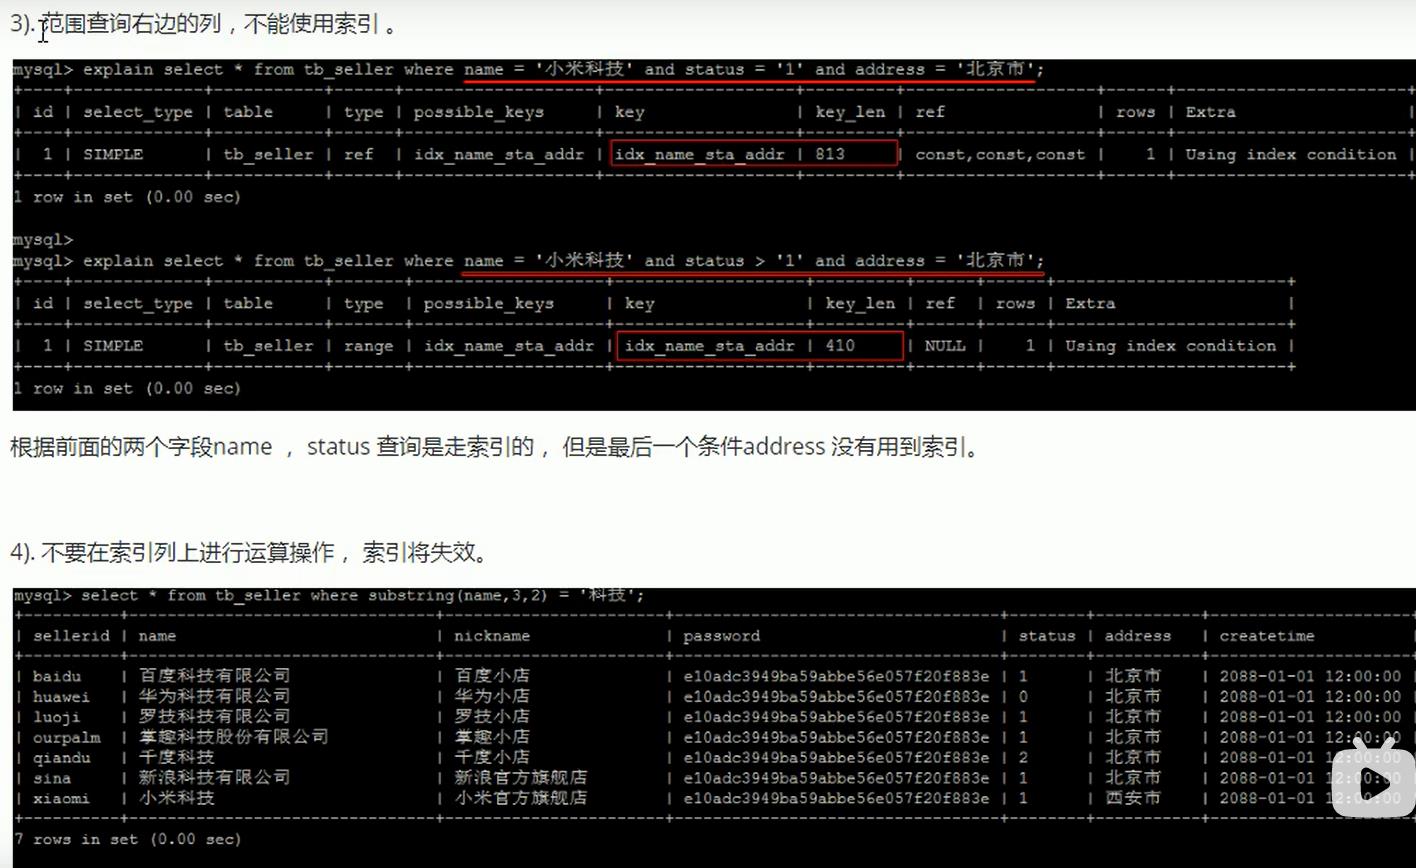 3). 范围查询右边的列，不能使用索引 。
mysql> explain select * from tb_seller where name = '小米科技' and status = '1' and address = '北京市';
| id | select_type | table | type | possible_keys | key | key_len | ref | rows | Extra |
| 1 | SIMPLE | tb_seller | ref | idx_name_sta_addr | idx_name_sta_addr | 813 | const,const,const | 1 | Using index condition |
1 row in set (0.00 sec)
mysql>
mysql> explain select * from tb_seller where name = '小米科技' and status > '1' and address = '北京市';
| id | select_type | table | type | possible_keys | key | key_len | ref | rows | Extra |
| 1 | SIMPLE | tb_seller | range | idx_name_sta_addr | idx_name_sta_addr | 410 | NULL | 1 | Using index condition |
1 row in set (0.00 sec)
根据前面的两个字段name ， status 查询是走索引的， 但是最后一个条件address 没有用到索引。
4). 不要在索引列上进行运算操作， 索引将失效。
mysql> select * from tb_seller where substring(name,3,2) = '科技';
| sellerid | name | nickname | password | status | address | createtime
| baidu | 百度科技有限公司 | 百度小店 | e10adc3949ba59abbe56e057f20f883e | 1 | 北京市 | 2088-01-01 12:00:00
| huawei | 华为科技有限公司 | 华为小店 | e10adc3949ba59abbe56e057f20f883e | 0 | 北京市 | 2088-01-01 12:00:00
| luoji | 罗技科技有限公司 | 罗技小店 | e10adc3949ba59abbe56e057f20f883e | 1 | 北京市 | 2088-01-01 12:00:00
| ourpalm | 掌趣科技股份有限公司 | 掌趣小店 | e10adc3949ba59abbe56e057f20f883e | 1 | 北京市 | 2088-01-01 12:00:00
| qiandu | 千度科技 | 千度小店 | e10adc3949ba59abbe56e057f20f883e | 2 | 北京市 | 2088-01-01 12:00:00
| sina | 新浪科技有限公司 | 新浪官方旗舰店 | e10adc3949ba59abbe56e057f20f883e | 1 | 北京市 | 2088-01-01 12:00:00
| xiaomi | 小米科技 | 小米官方旗舰店 | e10adc3949ba59abbe56e057f20f883e | 1 | 西安市 | 2088-01-01 12:00:00
7 rows in set (0.00 sec)